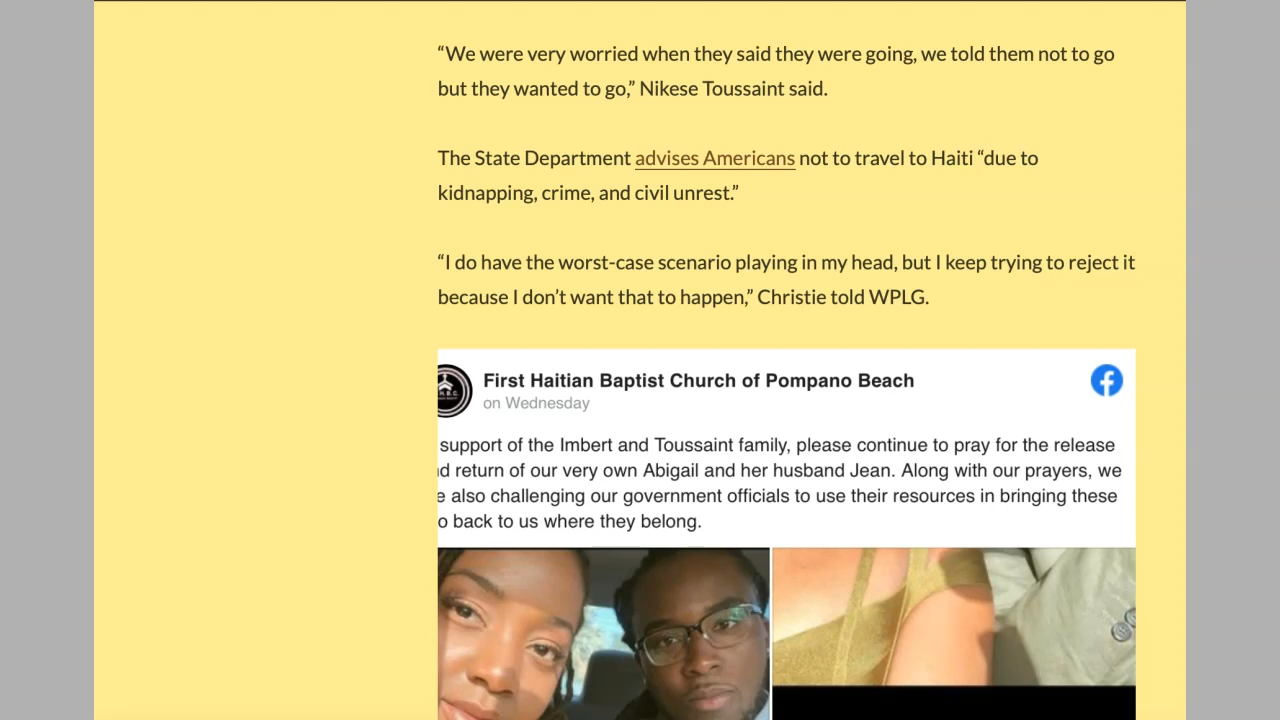 “We were very worried when they said they were going, we told them not to go
but they wanted to go,” Nikese Toussaint said.
The State Department advises Americans not to travel to Haiti “due to
kidnapping, crime, and civil unrest.”
“I do have the worst-case scenario playing in my head, but I keep trying to reject it
because I don’t want that to happen,” Christie told WPLG.
First Haitian Baptist Church of Pompano Beach
on Wednesday
support of the Imbert and Toussaint family, please continue to pray for the release
return of our very own Abigail and her husband Jean. Along with our prayers, we
also challenging our government officials to use their resources in bringing these
back to us where they belong.